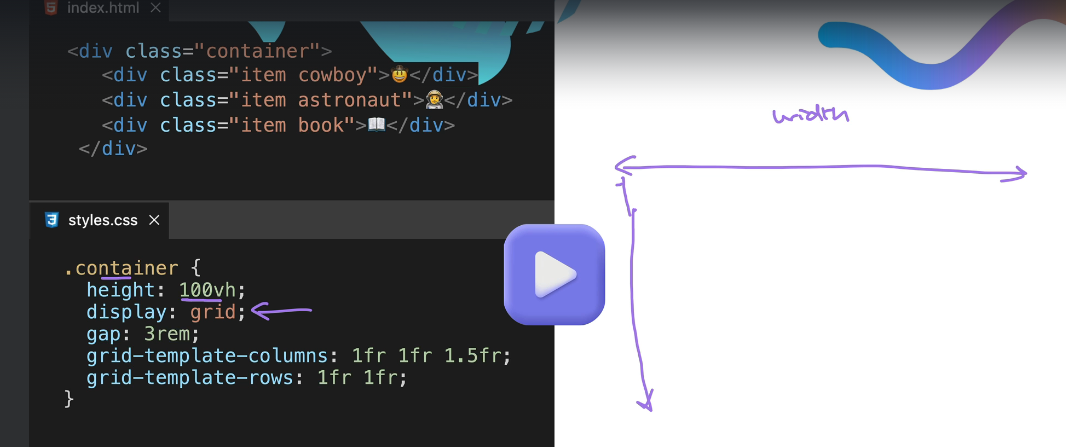 index.html ×
<div class="container">
<div class="item cowboy">🤠</div>
<div class="item astronaut">👩‍🚀</div>
<div class="item book">📖</div>
</div>
styles.css ×
.container {
height: 100vh;
display: grid;
gap: 3rem;
grid-template-columns: 1fr 1fr 1.5fr;
grid-template-rows: 1fr 1fr;
}
width